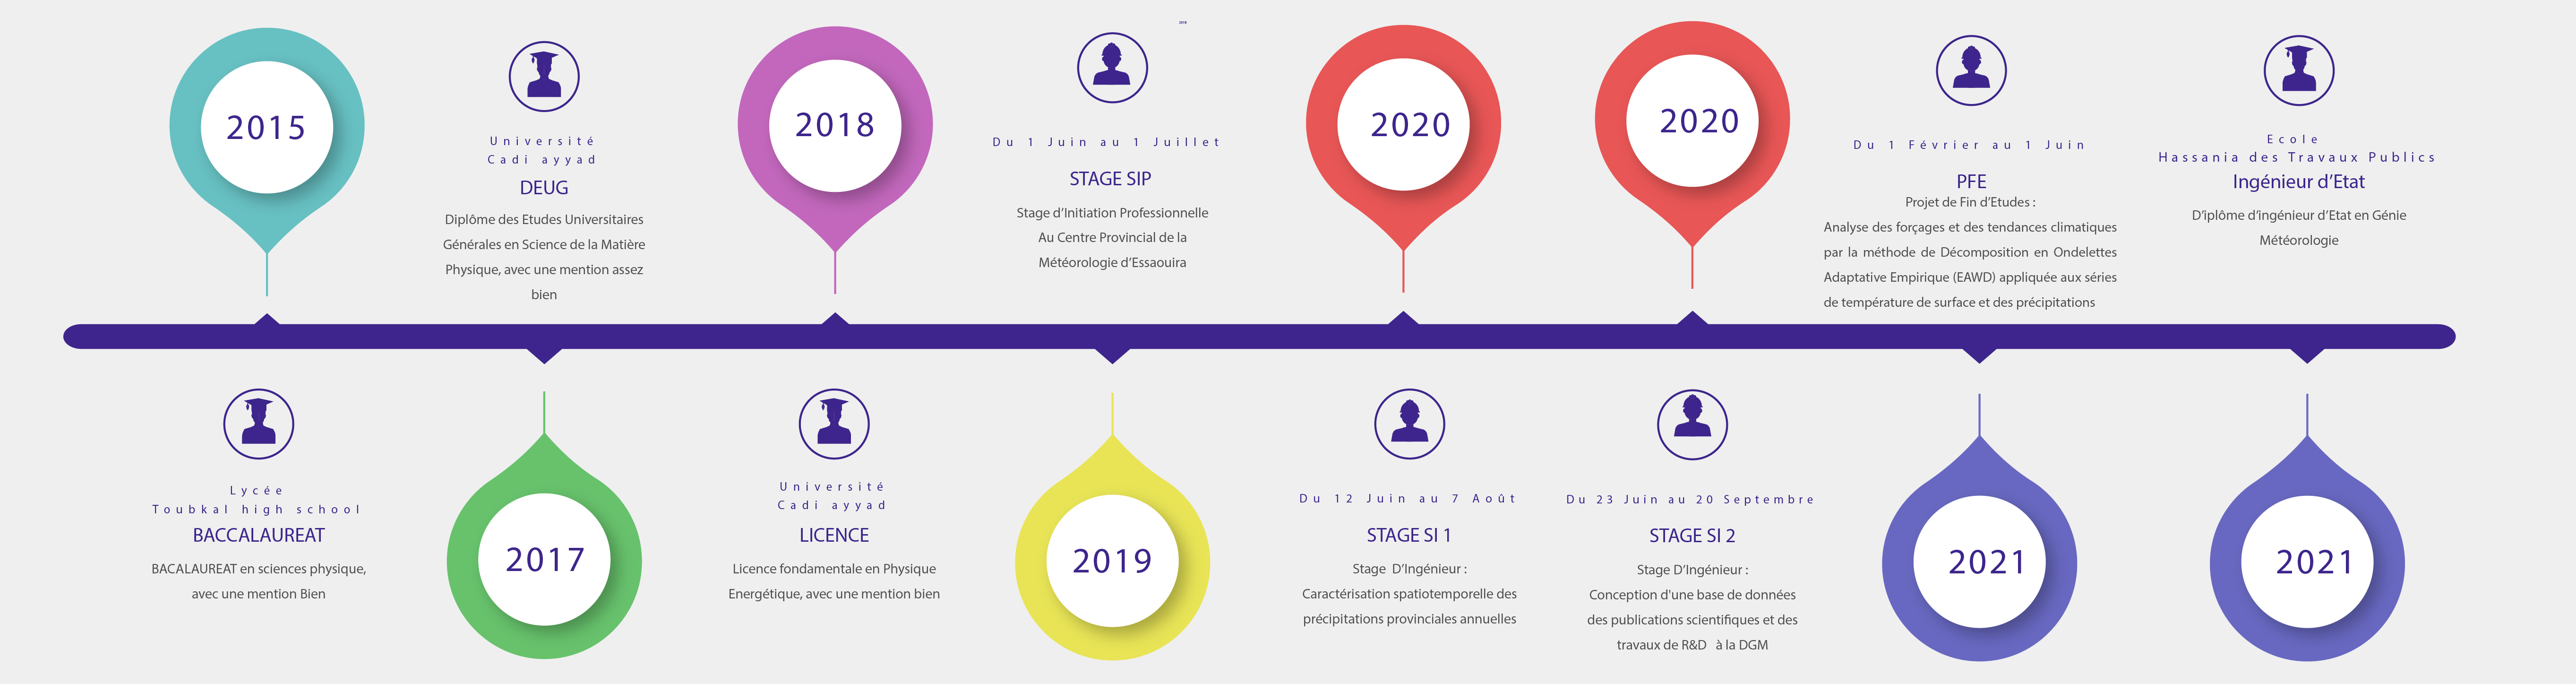 2015
Lycée
Toubkal high school
BACCALAUREAT
BACALAUREAT en sciences physique,
avec une mention Bien
Université
Cadi ayyad
DEUG
Diplôme des Etudes Universitaires
Générales en Science de la Matière
Physique, avec une mention assez
bien
2017
2018
Université
Cadi ayyad
LICENCE
Licence fondamentale en Physique
Energétique, avec une mention bien
2018
Du 1 Juin au 1 Juillet
STAGE SIP
Stage d’Initiation Professionnelle
Au Centre Provincial de la
Météorologie d’Essaouira
2019
2020
Du 12 Juin au 7 Août
STAGE SI 1
Stage D’Ingénieur :
Caractérisation spatiotemporelle des
précipitations provinciales annuelles
2020
Du 23 Juin au 20 Septembre
STAGE SI 2
Stage D’Ingénieur :
Conception d'une base de données
des publications scientifiques et des
travaux de R&D à la DGM
Du 1 Février au 1 Juin
PFE
Projet de Fin d’Etudes :
Analyse des forçages et des tendances climatiques
par la méthode de Décomposition en Ondelettes
Adaptative Empirique (EAWD) appliquée aux séries
de température de surface et des précipitations
2021
Ecole
Hassania des Travaux Publics
Ingénieur d’Etat
D’iplôme d’ingénieur d’Etat en Génie
Météorologie
2021